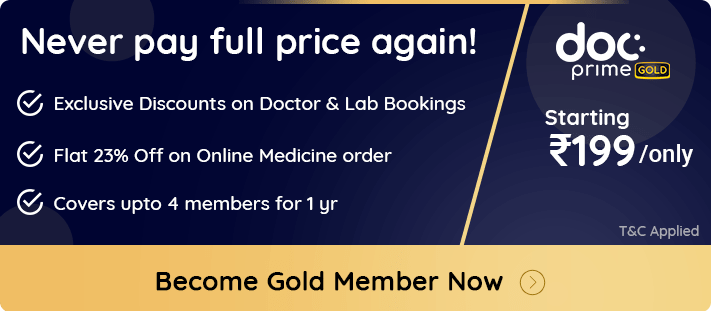 Never pay full price again!
Exclusive Discounts on Doctor & Lab Bookings
Flat 23% Off on Online Medicine order
Covers upto 4 members for 1 yr
doc:
prime GOLD
Starting
₹199/only
T&C Applied
Become Gold Member Now